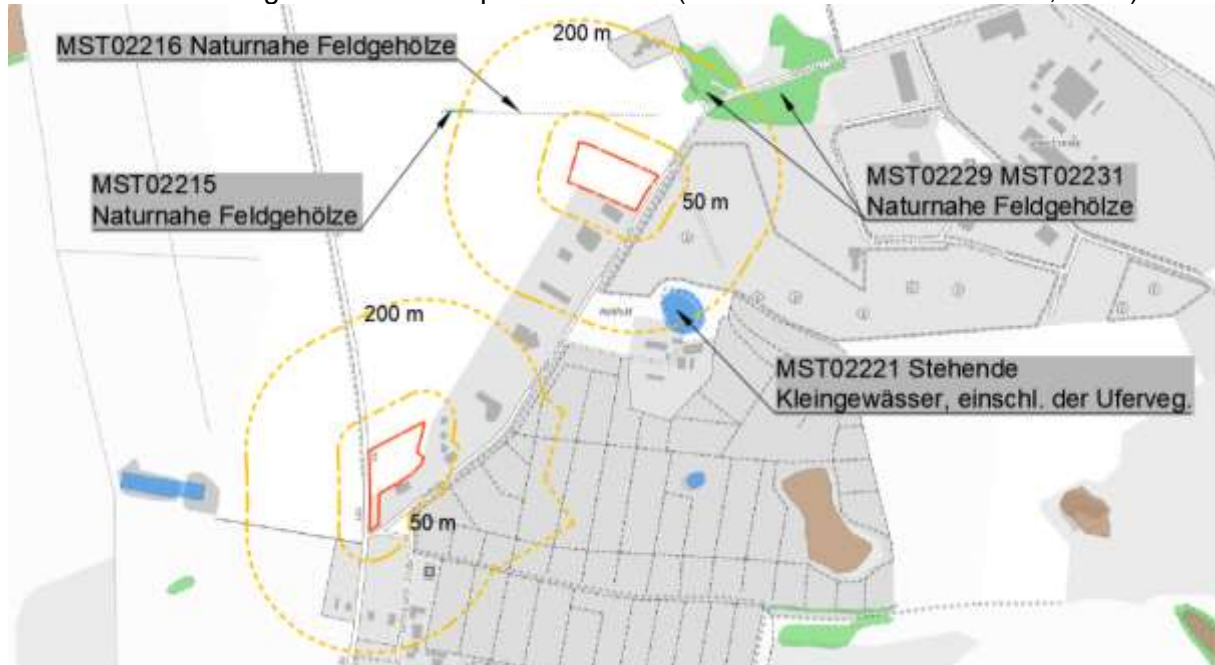 200 m
MST02216 Naturnahe Feldgehölze
MST02215
Naturnahe Feldgehölze
MST02229 MST02231
Naturnahe Feldgehölze
50 m
200 m
MST02221 Stehende
Kleingewässer, einschl. der Uferveg.
50 m